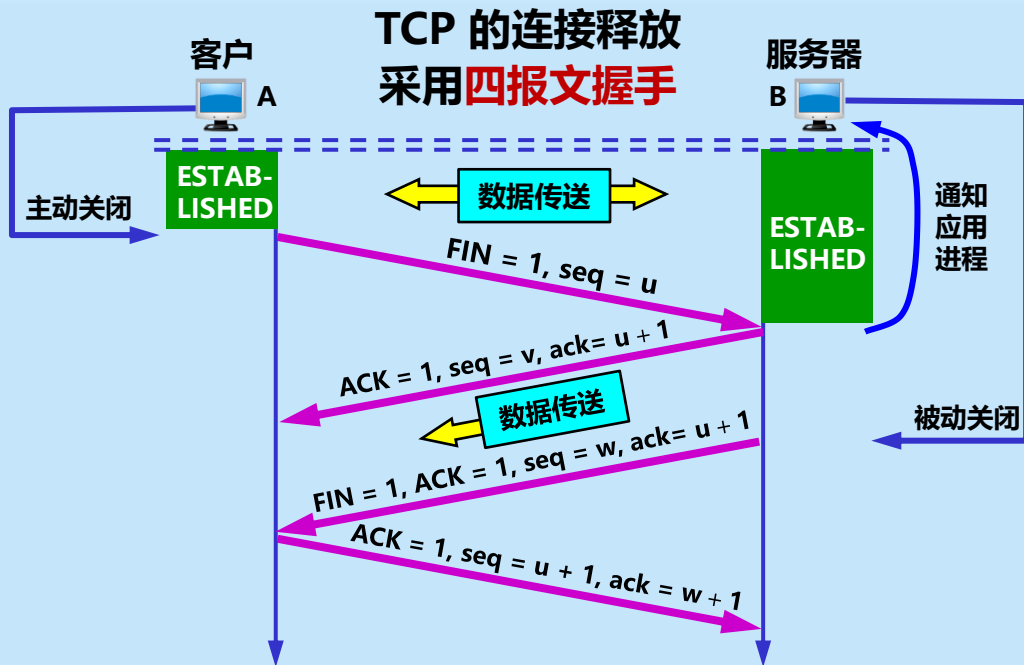 TCP 的连接释放
采用四报文握手
客户
服务器
A
B
ESTAB-
LISHED
数据传送
主动关闭
ESTAB-
LISHED
通知
应用
进程
FIN = 1, seq = u
ACK = 1, seq = v, ack= u + 1
数据传送
被动关闭
FIN = 1, ACK = 1, seq = w, ack= u + 1
ACK = 1, seq = u + 1, ack = w + 1